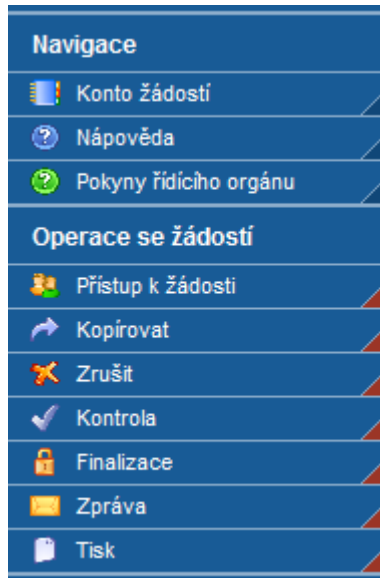 Navigace
Konto žádostí
Nápověda
Pokyny řídícího orgánu
Operace se žádostí
Přístup k žádosti
Kopírovat
Zrušit
Kontrola
Finalizace
Zpráva
Tisk